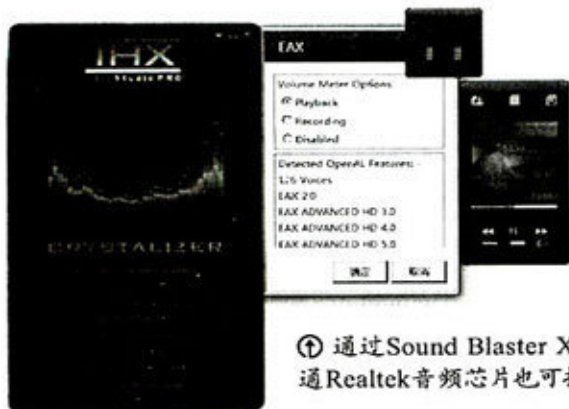 IHX
Studio PRO
CRYSTALIZER
EAX
Volume Meter Options
Playback
Recording
Disabled
Detected OpenAL Features:
126 Voices
EAX 2.0
EAX ADVANCED HD 3.0
EAX ADVANCED HD 4.0
EAX ADVANCED HD 5.0
确定 取消
通过Sound Blaster X
通Realtek音频芯片也可